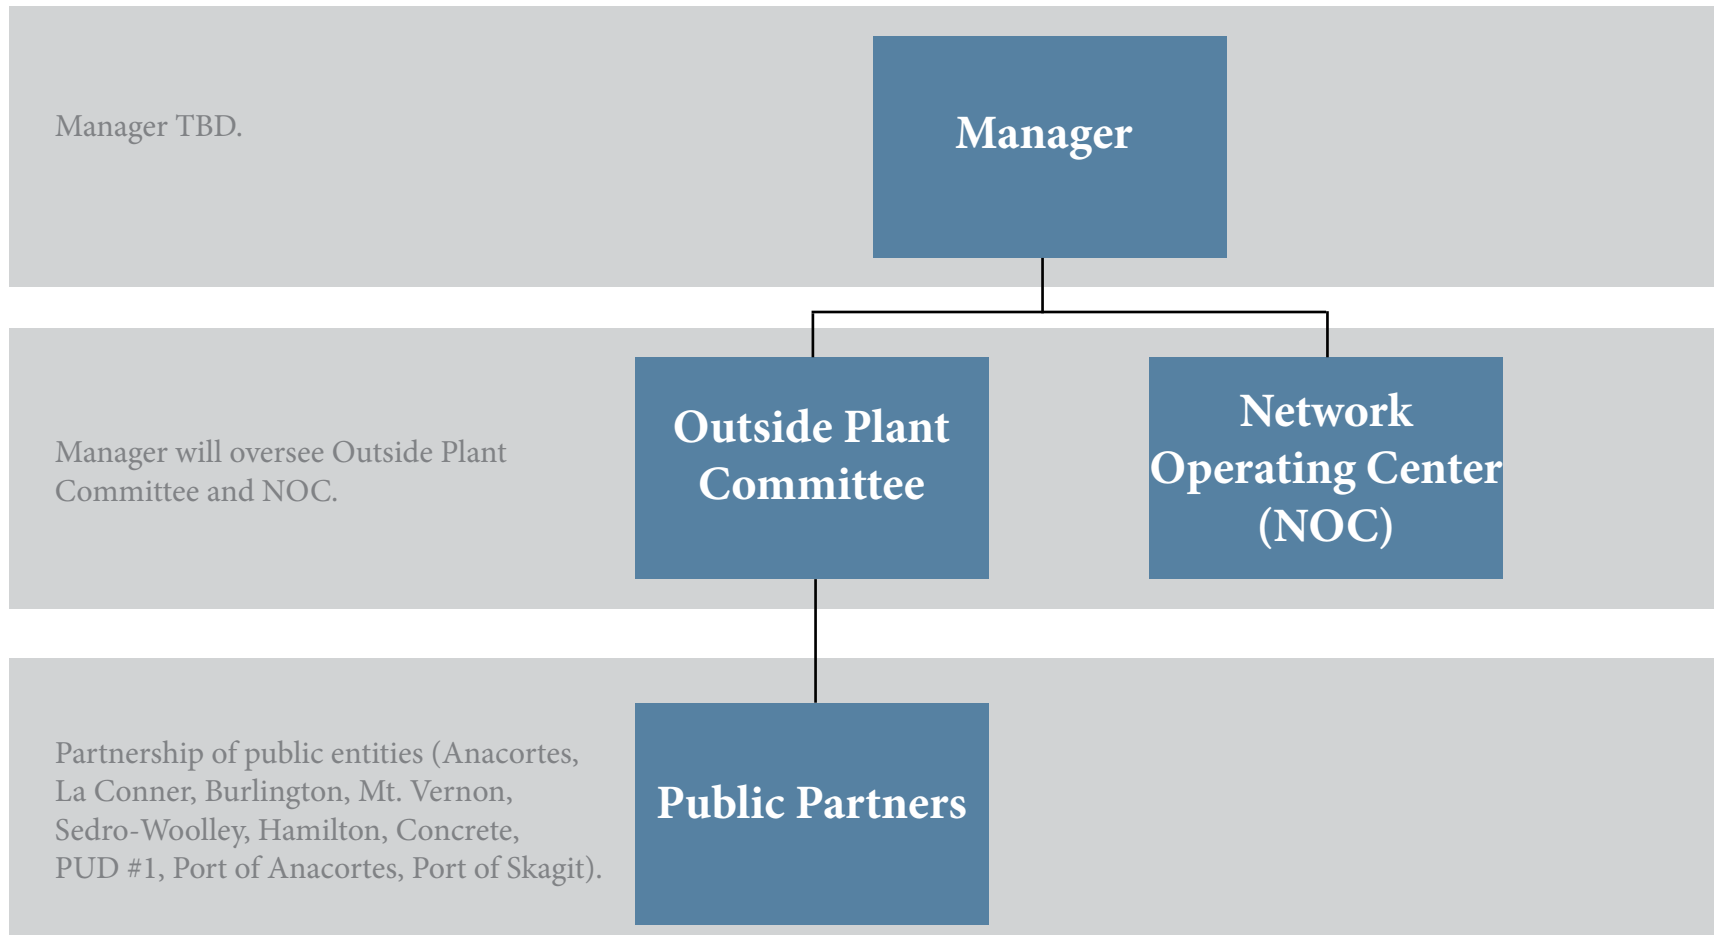 Manager TBD.
Manager
Manager will oversee Outside Plant
Committee and NOC.
Outside Plant
Committee
Network
Operating Center
(NOC)
Partnership of public entities (Anacortes,
La Conner, Burlington, Mt. Vernon,
Sedro-Woolley, Hamilton, Concrete,
PUD #1, Port of Anacortes, Port of Skagit).
Public Partners